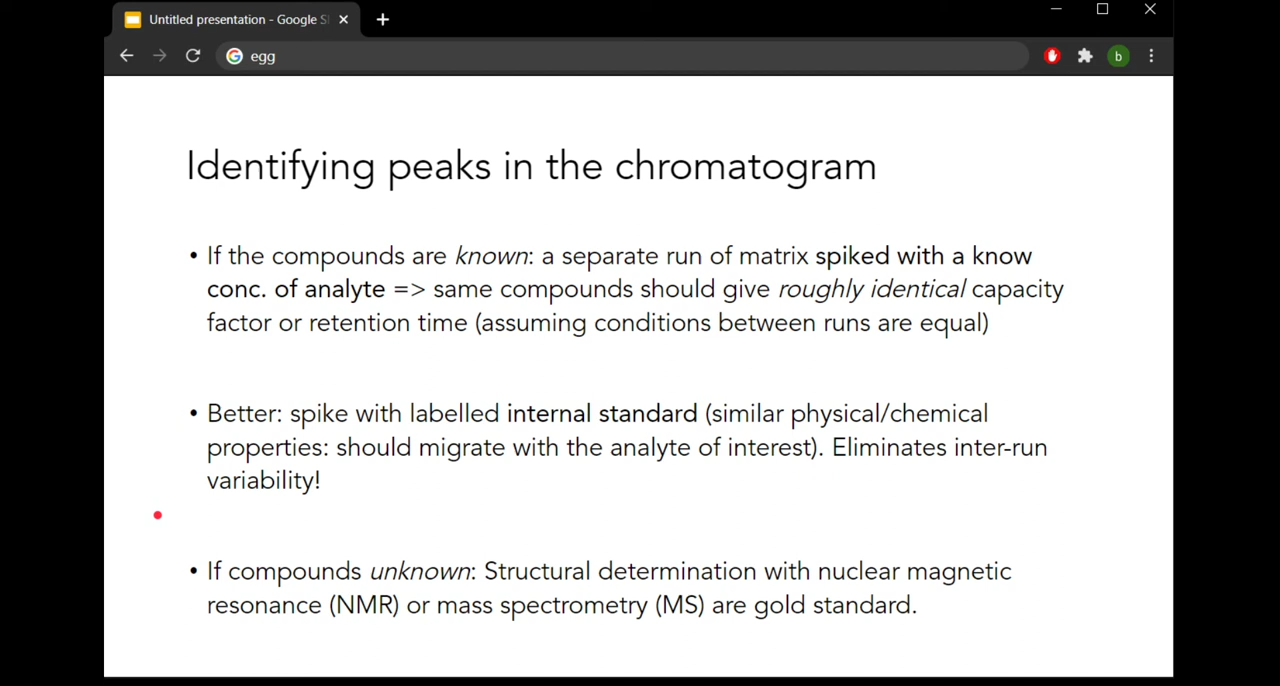 Untitled presentation - Google Sl
egg
b
Identifying peaks in the chromatogram
• If the compounds are known: a separate run of matrix spiked with a know
conc. of analyte => same compounds should give roughly identical capacity
factor or retention time (assuming conditions between runs are equal)
• Better: spike with labelled internal standard (similar physical/chemical
properties: should migrate with the analyte of interest). Eliminates inter-run
variability!
• If compounds unknown: Structural determination with nuclear magnetic
resonance (NMR) or mass spectrometry (MS) are gold standard.